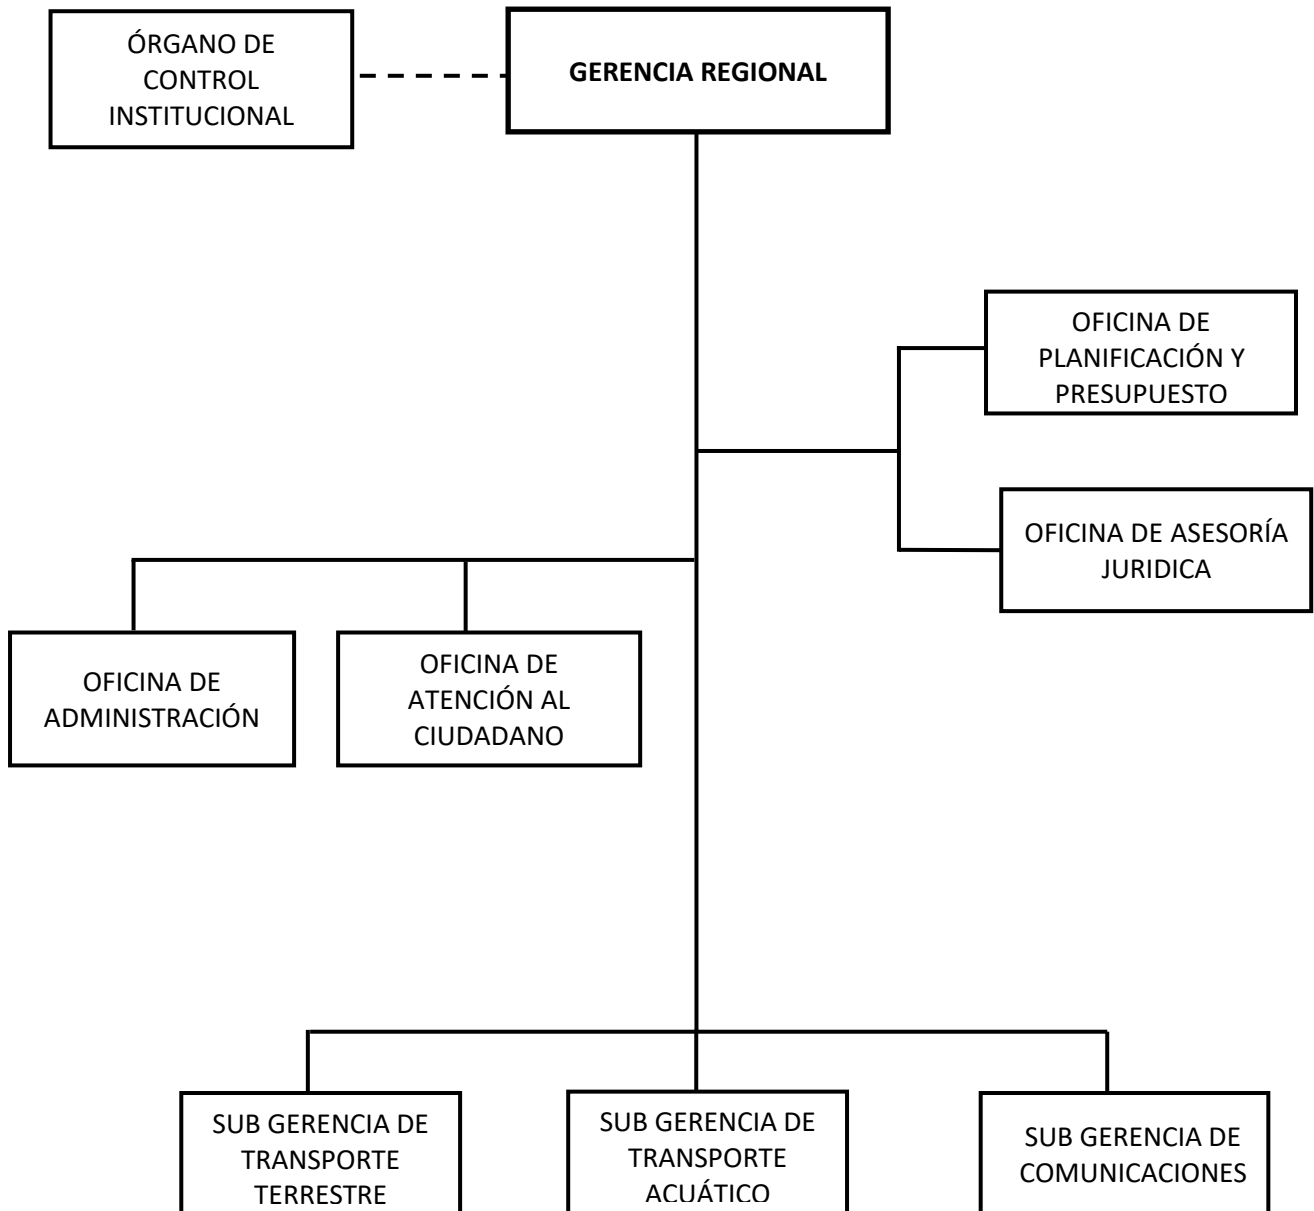 ÓRGANO DE
CONTROL
INSTITUCIONAL
GERENCIA REGIONAL
OFICINA DE
PLANIFICACIÓN Y
PRESUPUESTO
OFICINA DE ASESORÍA
JURIDICA
OFICINA DE
ADMINISTRACIÓN
OFICINA DE
ATENCIÓN AL
CIUDADANO
SUB GERENCIA DE
TRANSPORTE
TERRESTRE
SUB GERENCIA DE
TRANSPORTE
ACUÁTICO
SUB GERENCIA DE
COMUNICACIONES